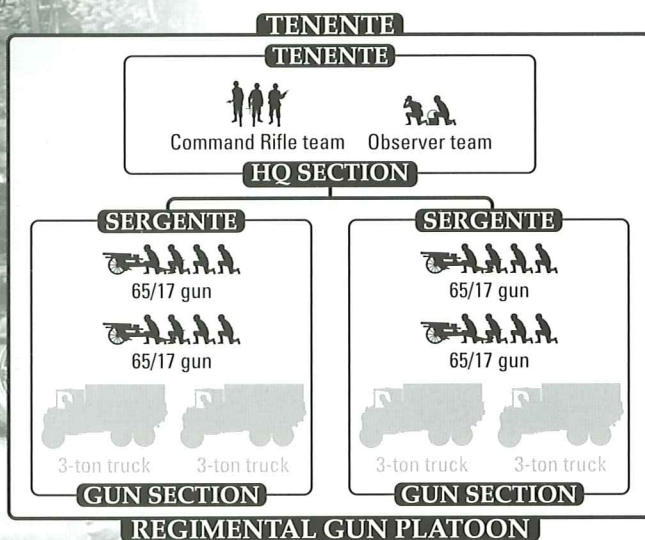 TENENTE
TENENTE
Command Rifle team Observer team
HQ SECTION
SERGENTE
65/17 gun
65/17 gun
3-ton truck 3-ton truck
GUN SECTION
SERGENTE
65/17 gun
65/17 gun
3-ton truck 3-ton truck
GUN SECTION
REGIMENTAL GUN PLATOON